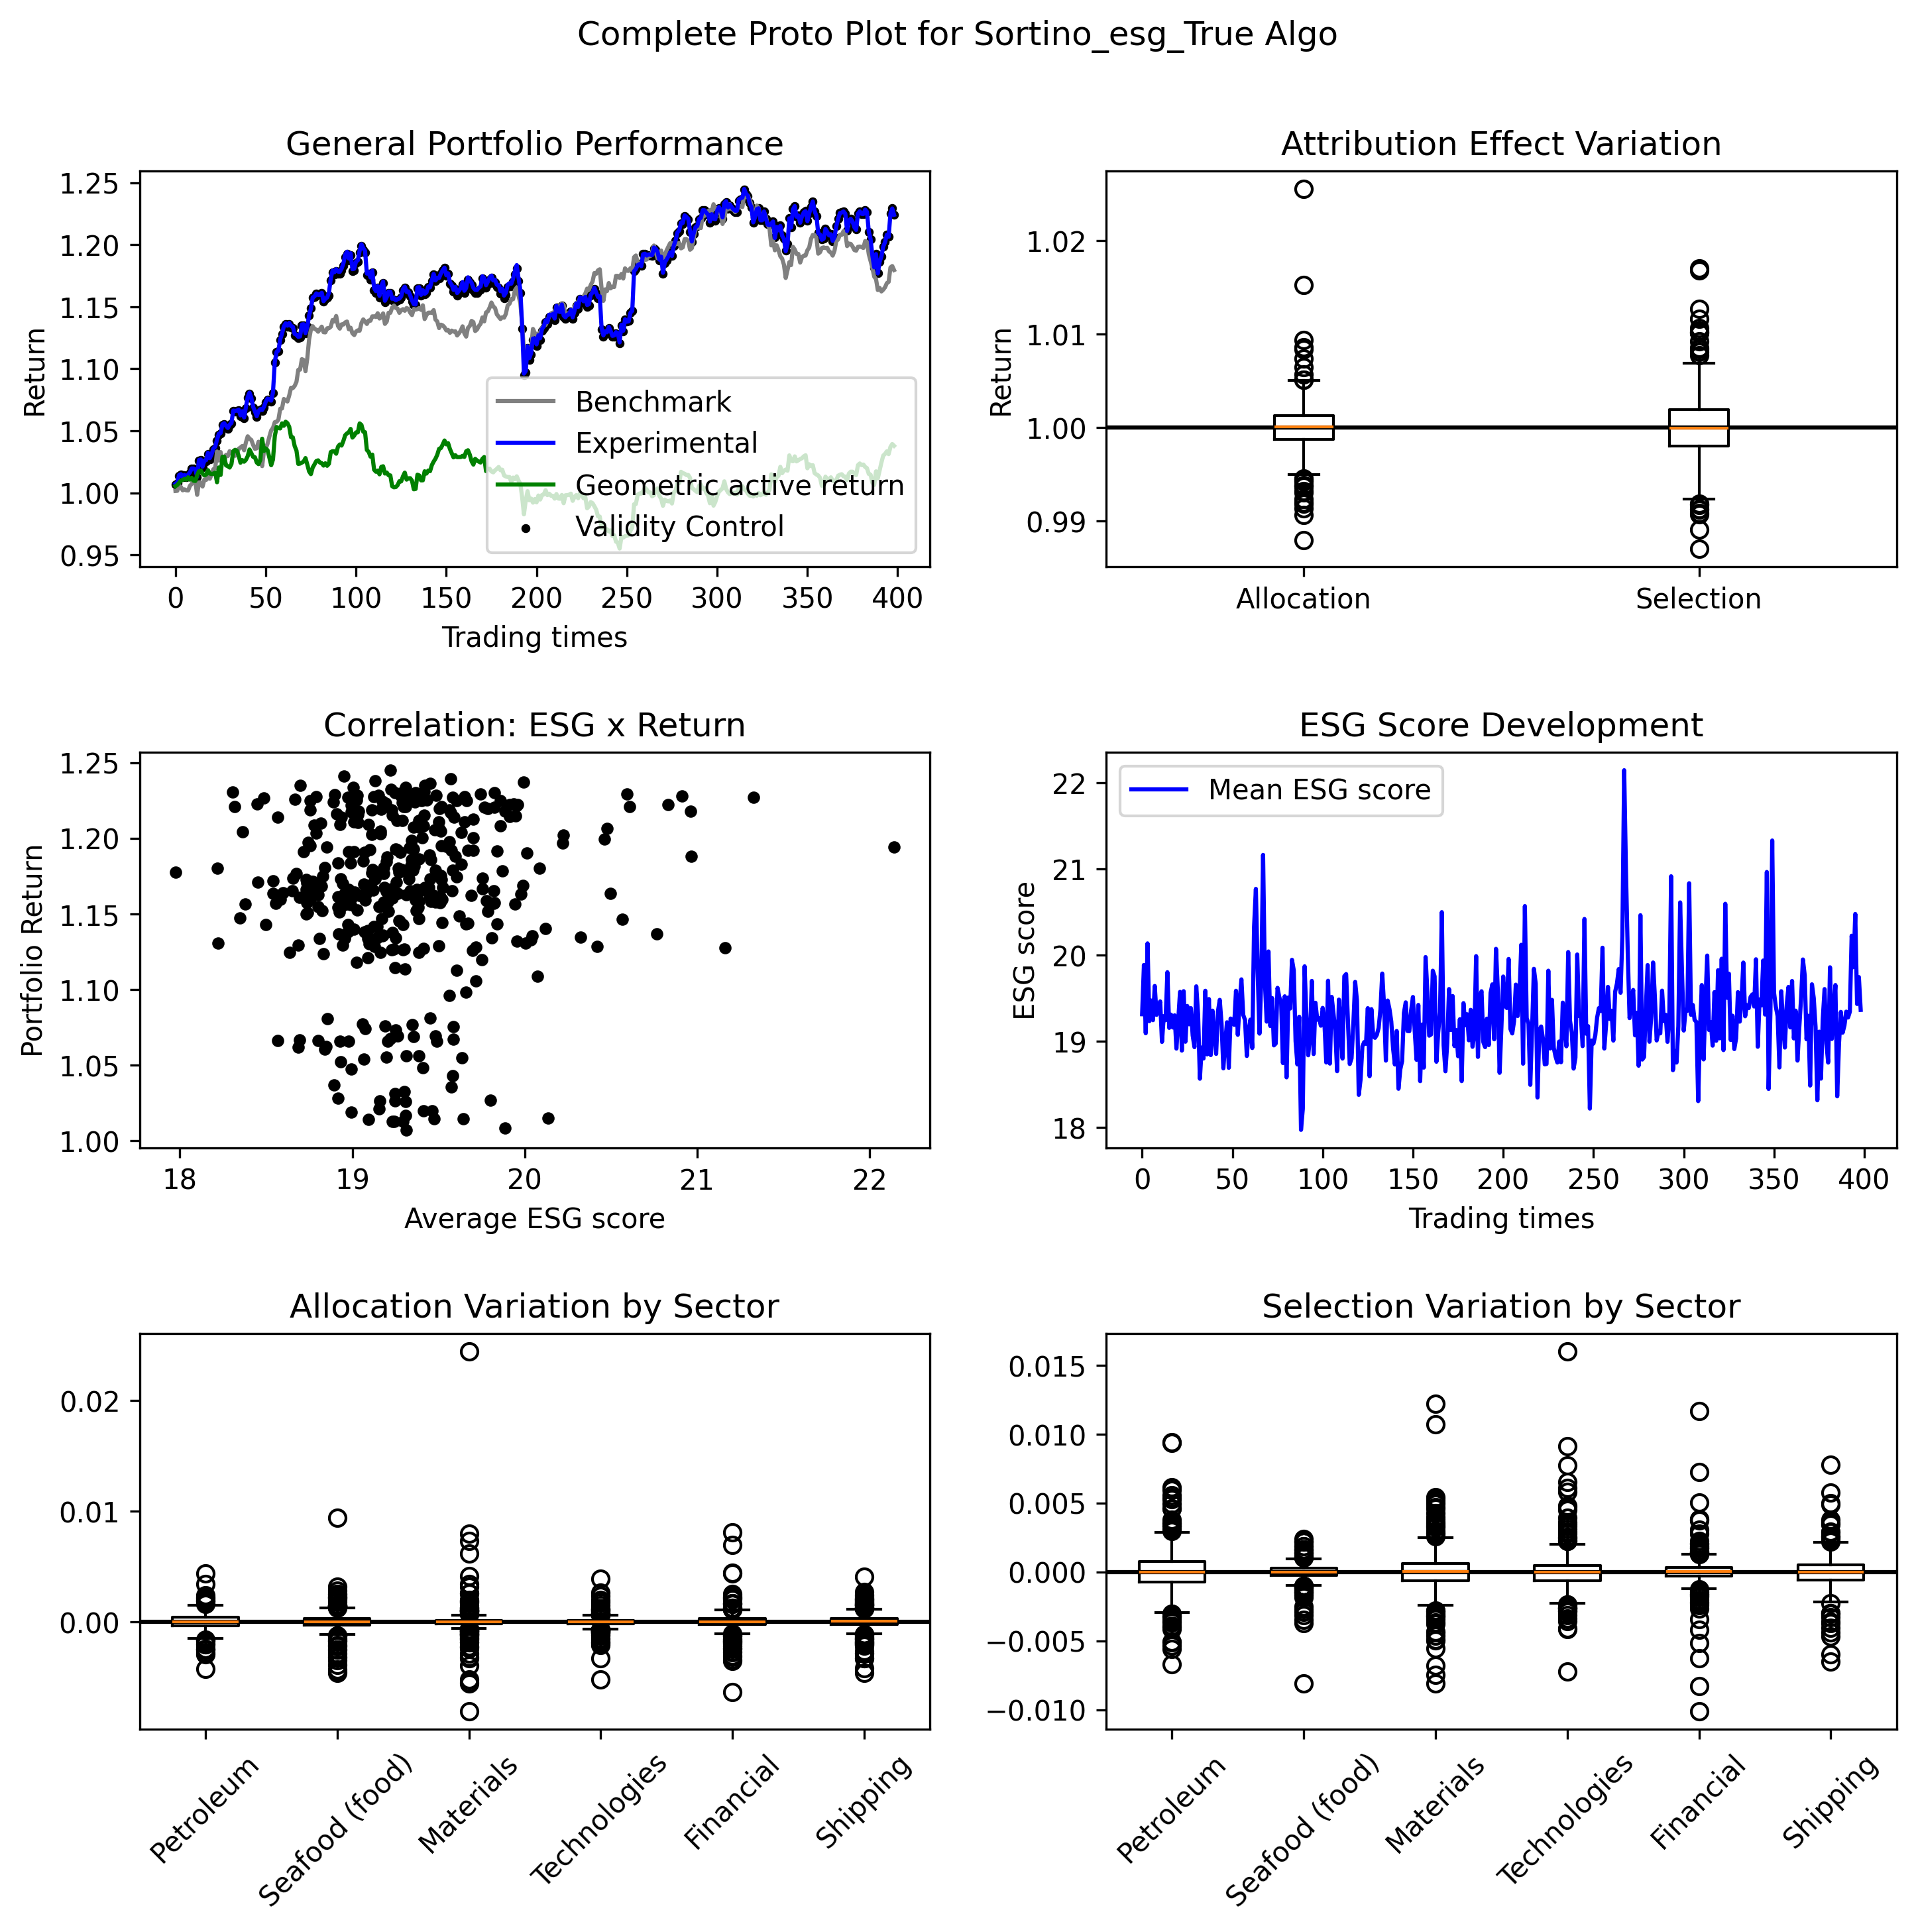 Complete Proto Plot for Sortino_esg_True Algo
General Portfolio Performance
Return
1.25
1.20
1.15
1.10
1.05
1.00
0.95
Benchmark
Experimental
Geometric active return
Validity Control
0 50 100 150 200 250 300 350 400
Trading times
Attribution Effect Variation
Return
1.02
1.01
1.00
0.99
Allocation Selection
Correlation: ESG x Return
Portfolio Return
1.25
1.20
1.15
1.10
1.05
1.00
18 19 20 21 22
Average ESG score
ESG Score Development
ESG score
22
21
20
19
18
Mean ESG score
0 50 100 150 200 250 300 350 400
Trading times
Allocation Variation by Sector
0.02
0.01
0.00
Petroleum
Seafood (food)
Materials
Technologies
Financial
Shipping
Selection Variation by Sector
0.015
0.010
0.005
0.000
−0.005
−0.010
Petroleum
Seafood (food)
Materials
Technologies
Financial
Shipping